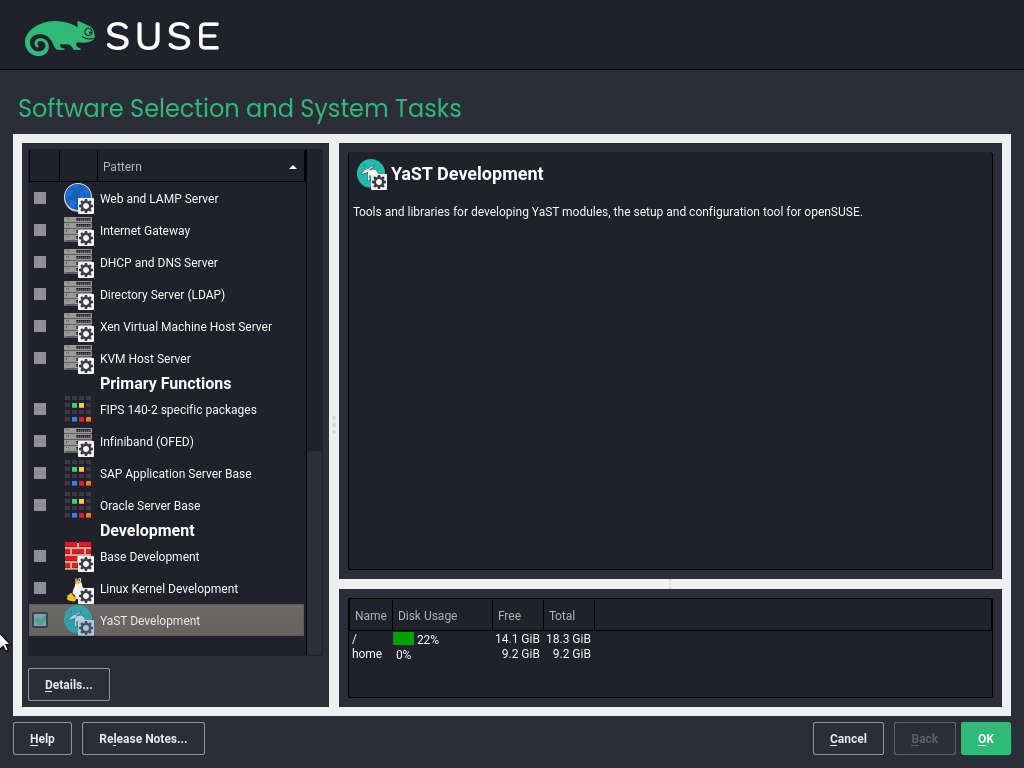 SUSE
Software Selection and System Tasks
Pattern
Web and LAMP Server
Internet Gateway
DHCP and DNS Server
Directory Server (LDAP)
Xen Virtual Machine Host Server
KVM Host Server
Primary Functions
FIPS 140-2 specific packages
Infiniband (OFED)
SAP Application Server Base
Oracle Server Base
Development
Base Development
Linux Kernel Development
YaST Development
Details...
YaST Development
Tools and libraries for developing YaST modules, the setup and configuration tool for openSUSE.
Name Disk Usage Free Total
/ 22% 14.1 GiB 18.3 GiB
home 0% 9.2 GiB 9.2 GiB
Help Release Notes... Cancel Back OK